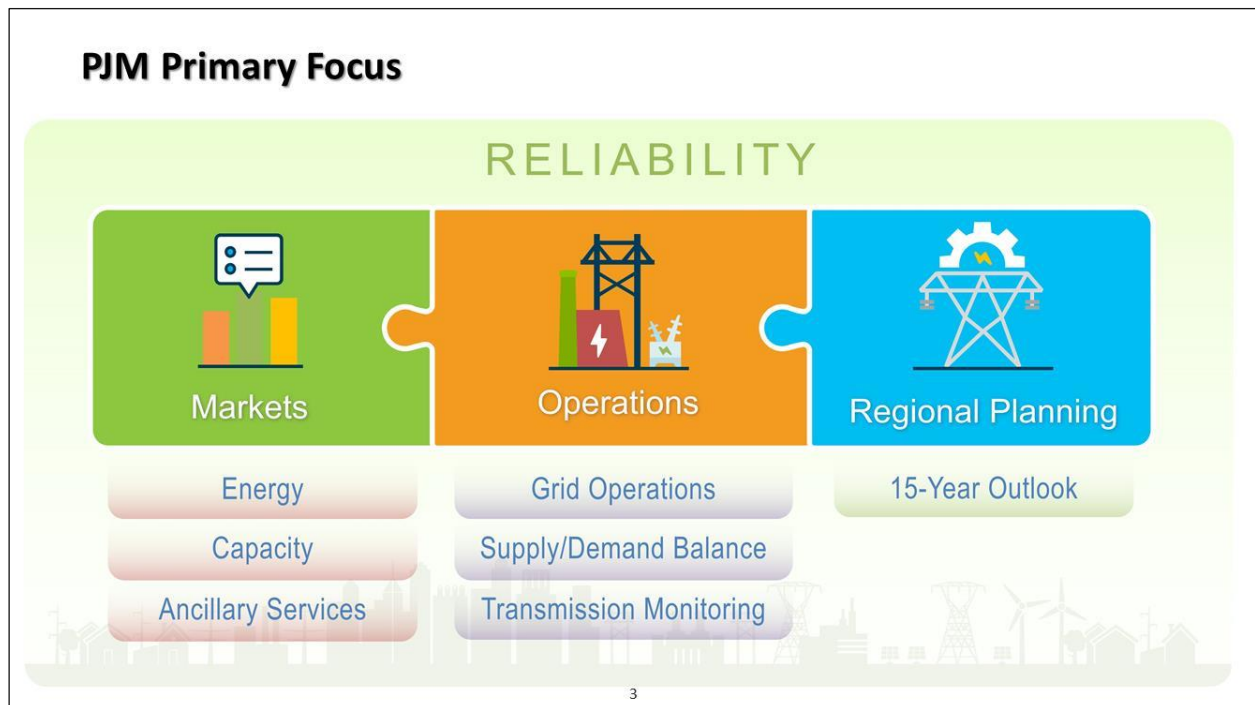 PJM Primary Focus
RELIABILITY
Markets
Operations
Regional Planning
Energy
Capacity
Ancillary Services
Grid Operations
Supply/Demand Balance
Transmission Monitoring
15-Year Outlook
3